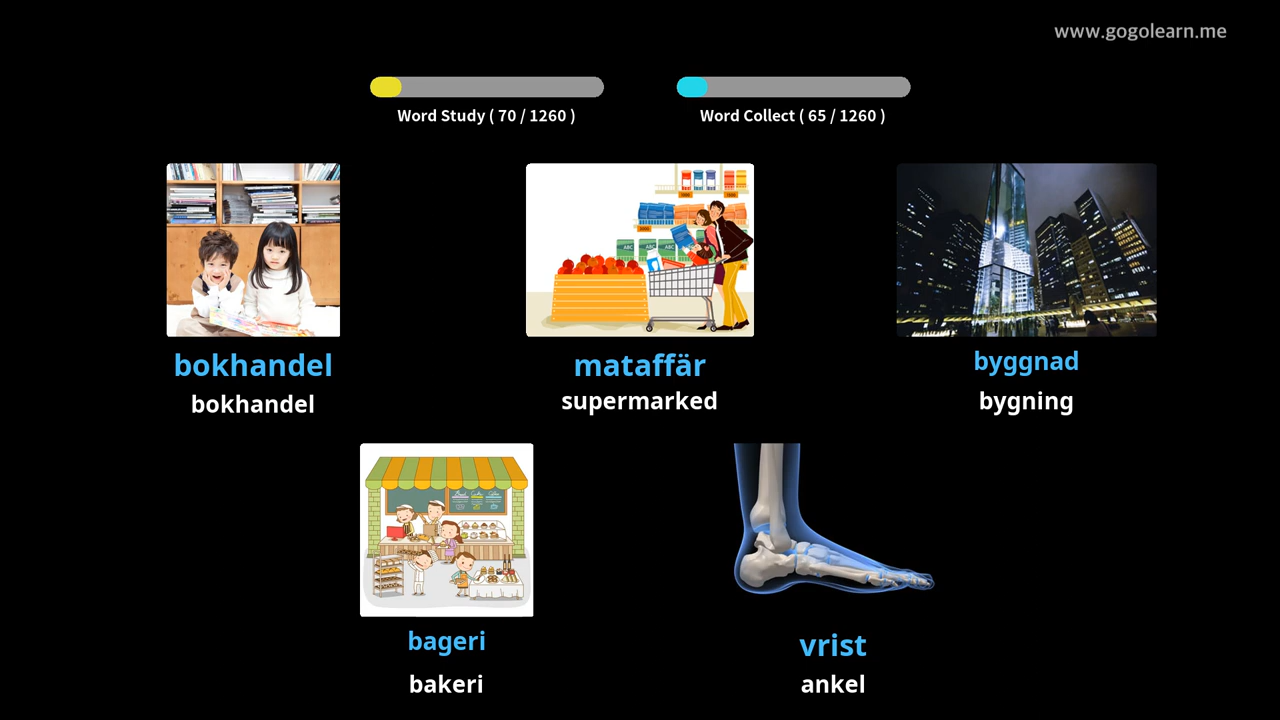 www.gogolearn.me
Word Study ( 70 / 1260 )
Word Collect ( 65 / 1260 )
bokhandel
bokhandel
mataffär
supermarked
byggnad
bygning
bageri
bakeri
vrist
ankel